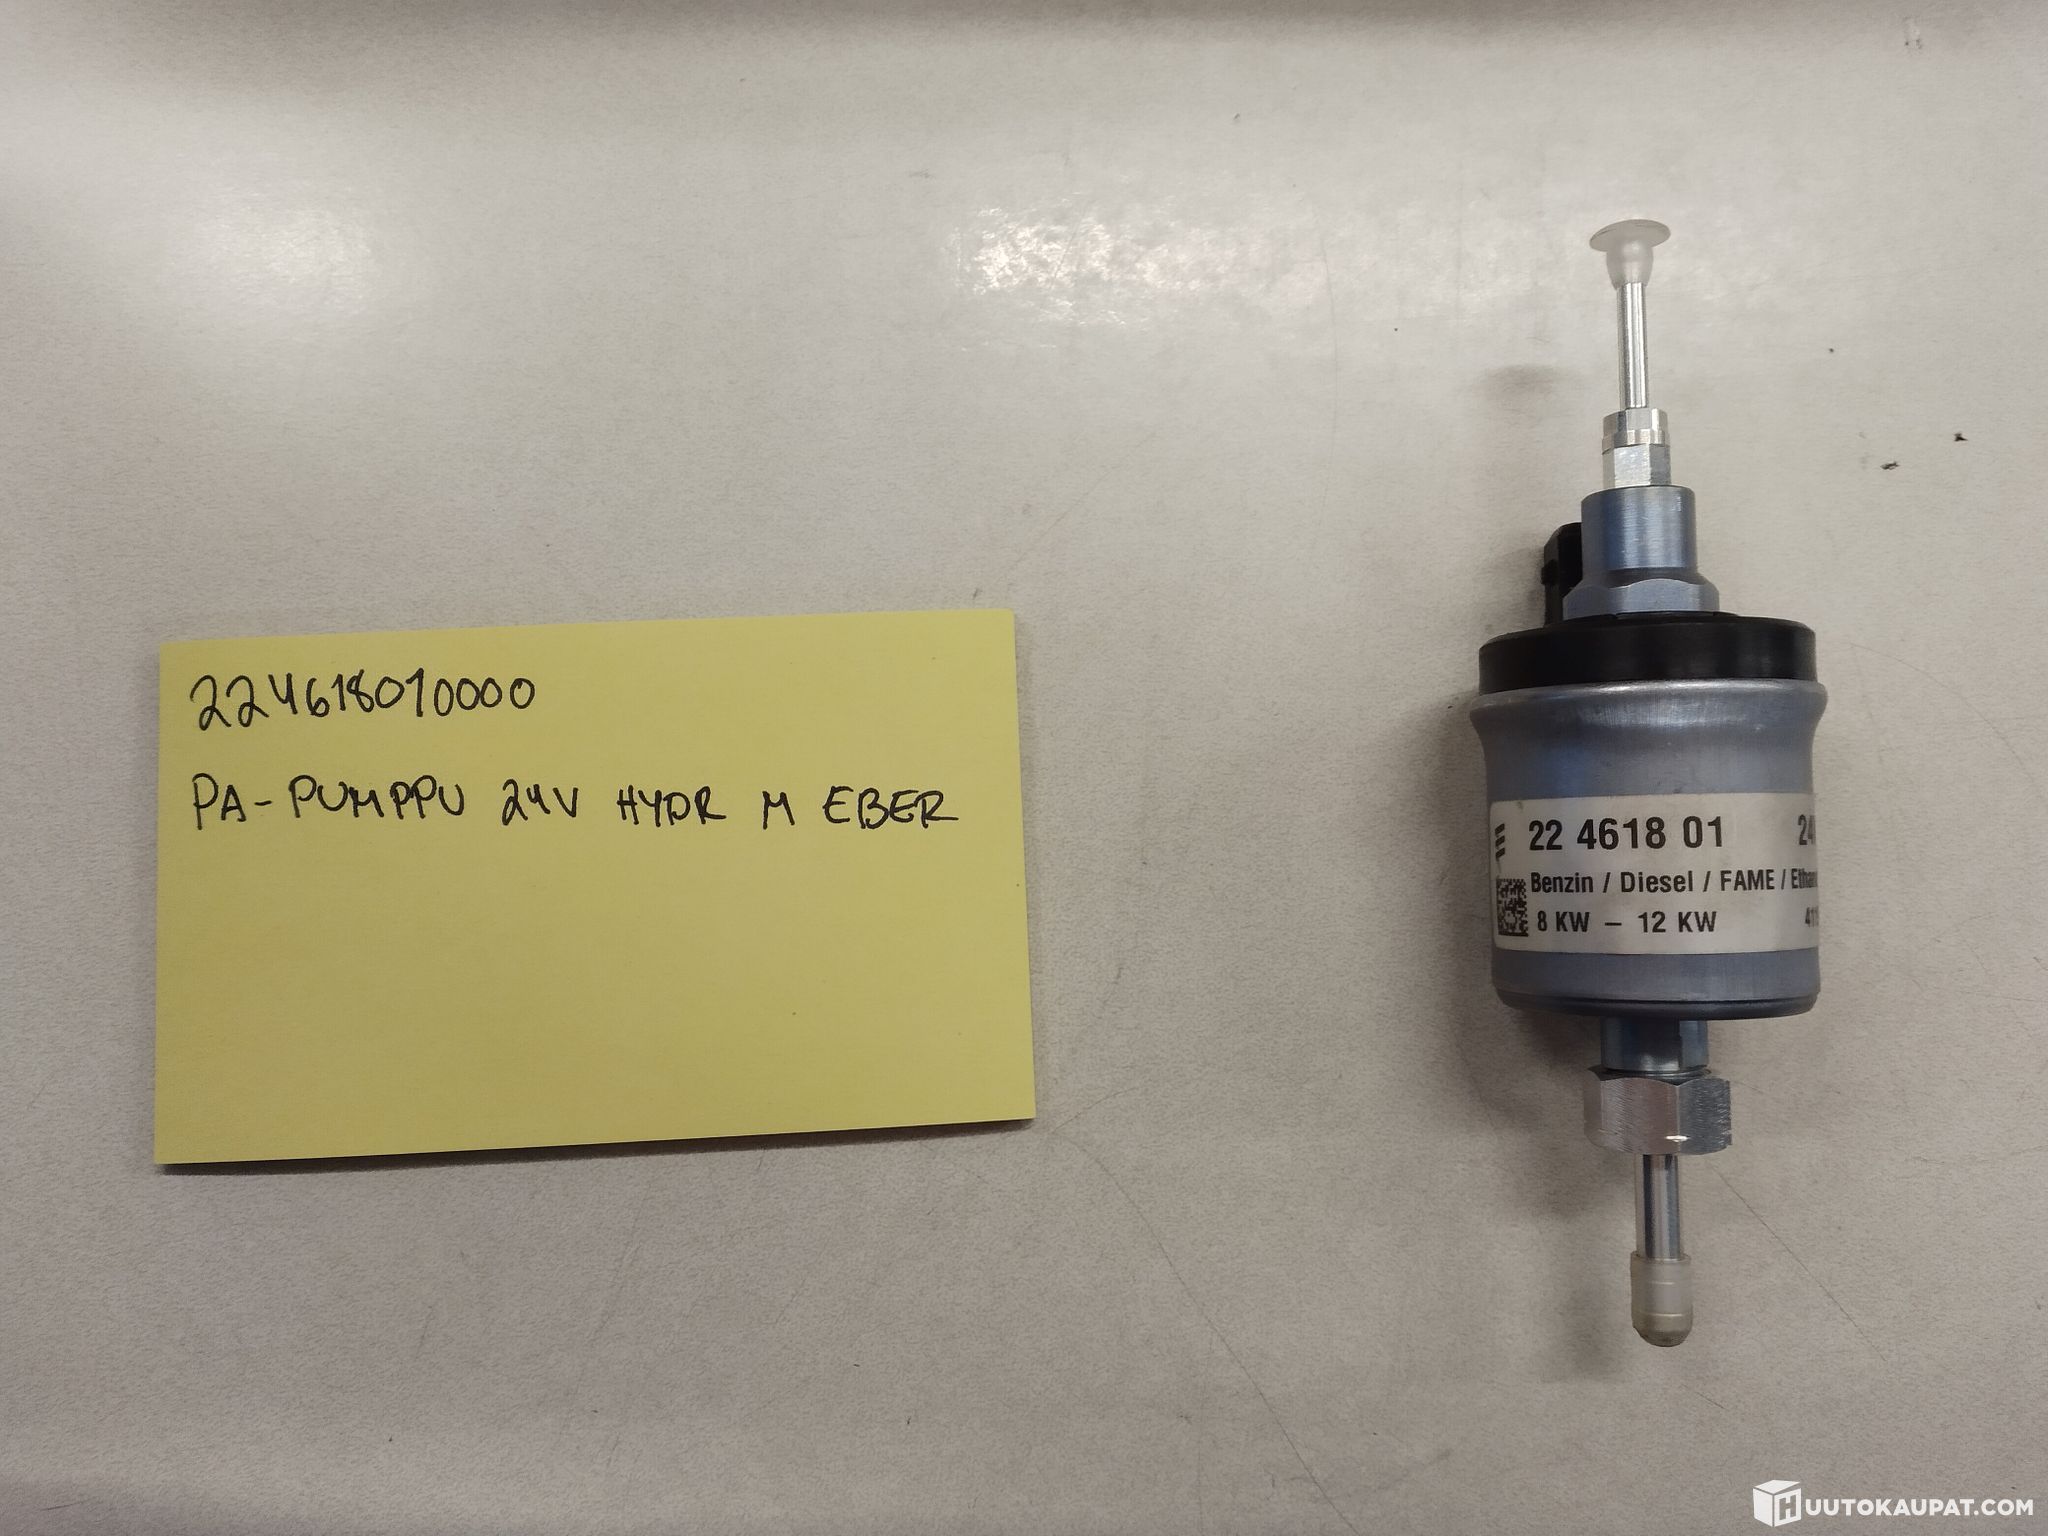 224618010000
PA-PUMPPU 24V HYDR M EBER
22 4618 01
Benzin / Diesel / FAME /
8 KW – 12 KW
HUUTOKAUPAT.COM